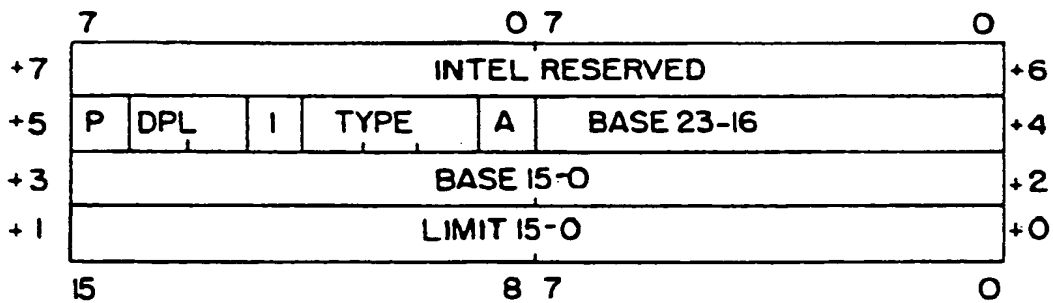 7 0 7 0
+7 INTEL RESERVED +6
+5 P DPL 1 TYPE A BASE 23-16 +4
+3 BASE 15-0 +2
+1 LIMIT 15-0 +0
15 8 7 0